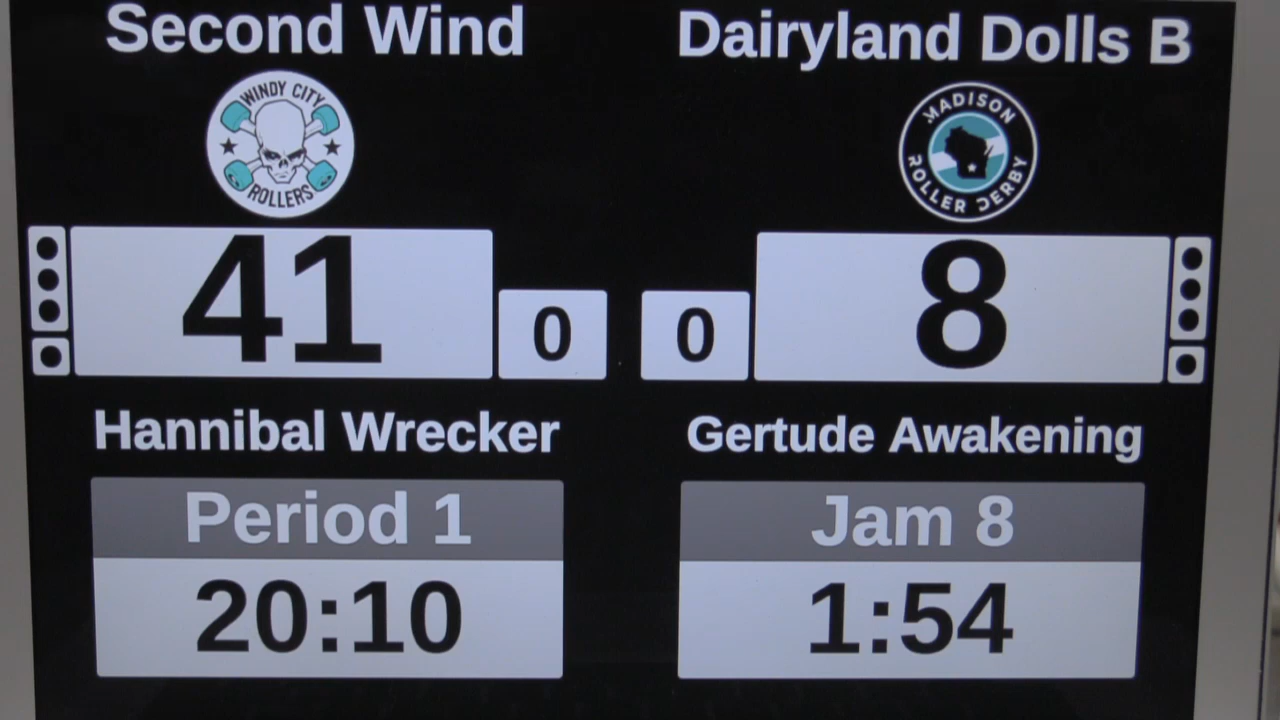 Second Wind
Dairyland Dolls B
WINDY CITY
ROLLERS
MADISON
ROLLER DERBY
41
0
0
8
Hannibal Wrecker
Gertude Awakening
Period 1
Jam 8
20:10
1:54